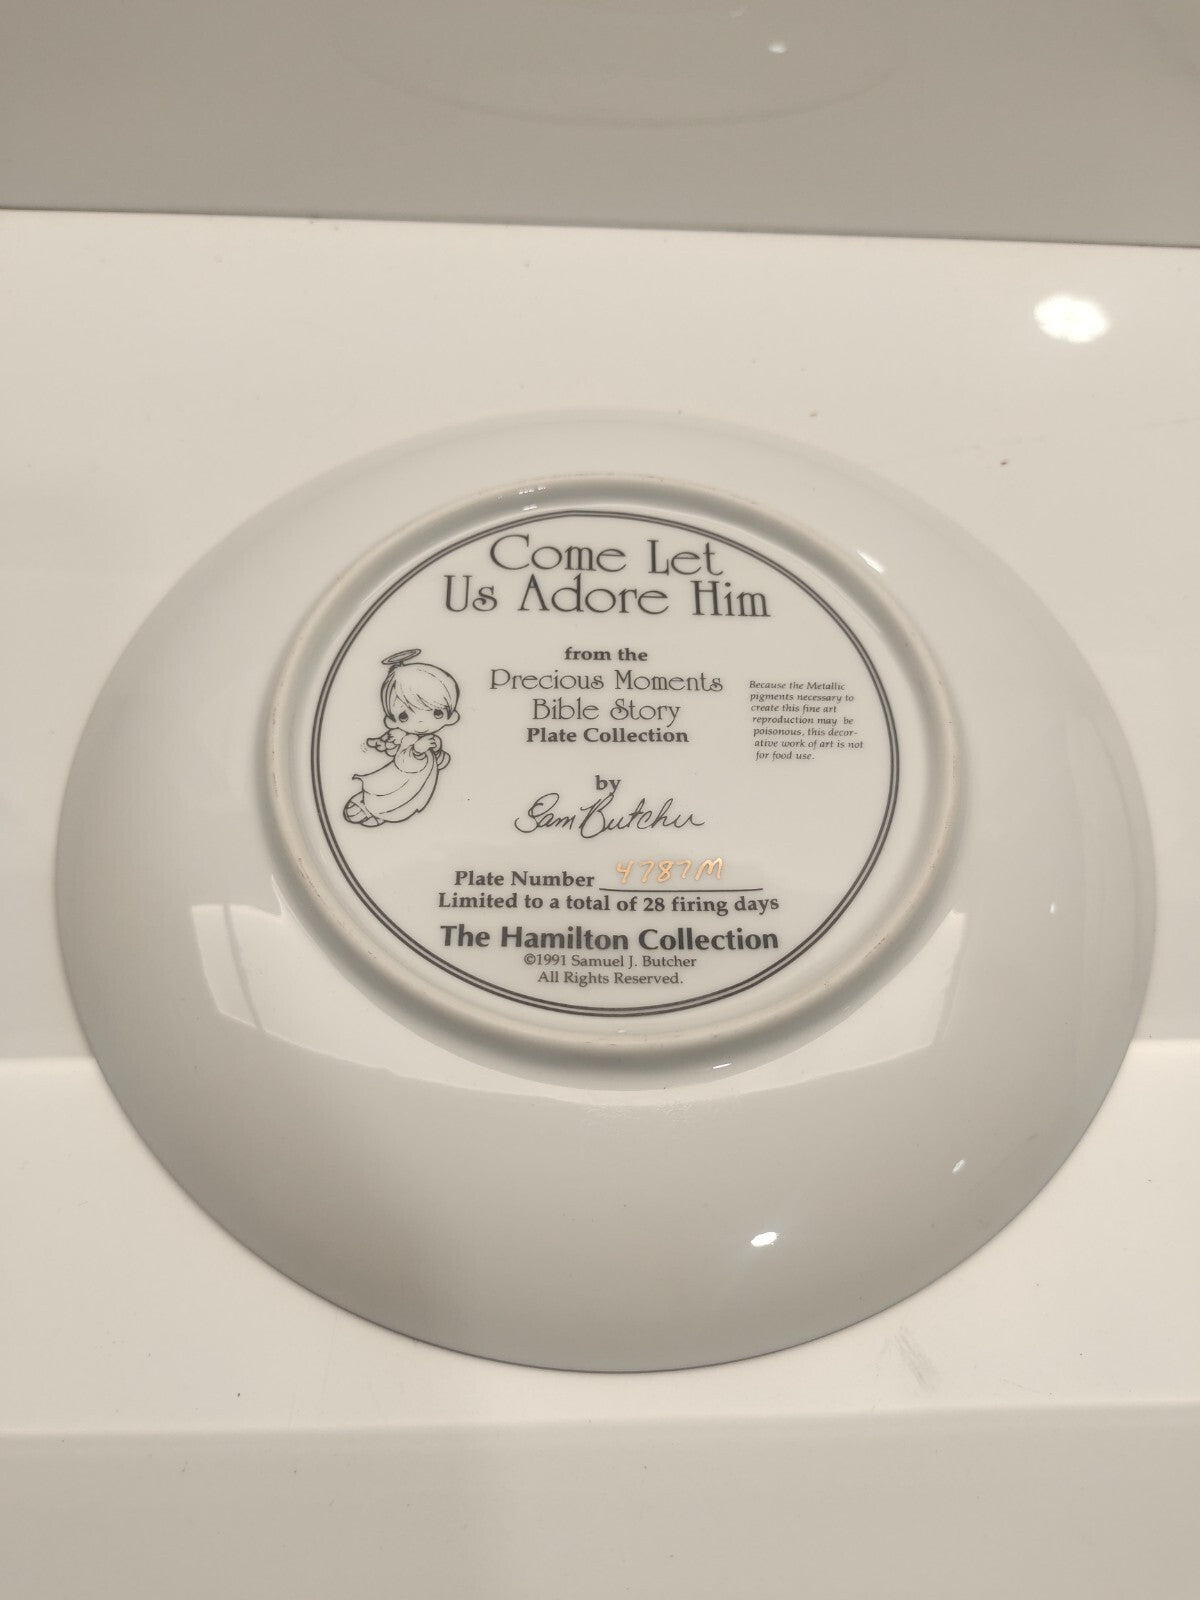 Come Let
Us Adore Him
from the
Precious Moments
Bible Story
Plate Collection
Because the Metallic
pigments necessary to
create this fine art
reproduction may be
poisonous, this decor-
ative work of art is not
for food use.
by
Sam Butcher
Plate Number 4787M
Limited to a total of 28 firing days
The Hamilton Collection
©1991 Samuel J. Butcher
All Rights Reserved.